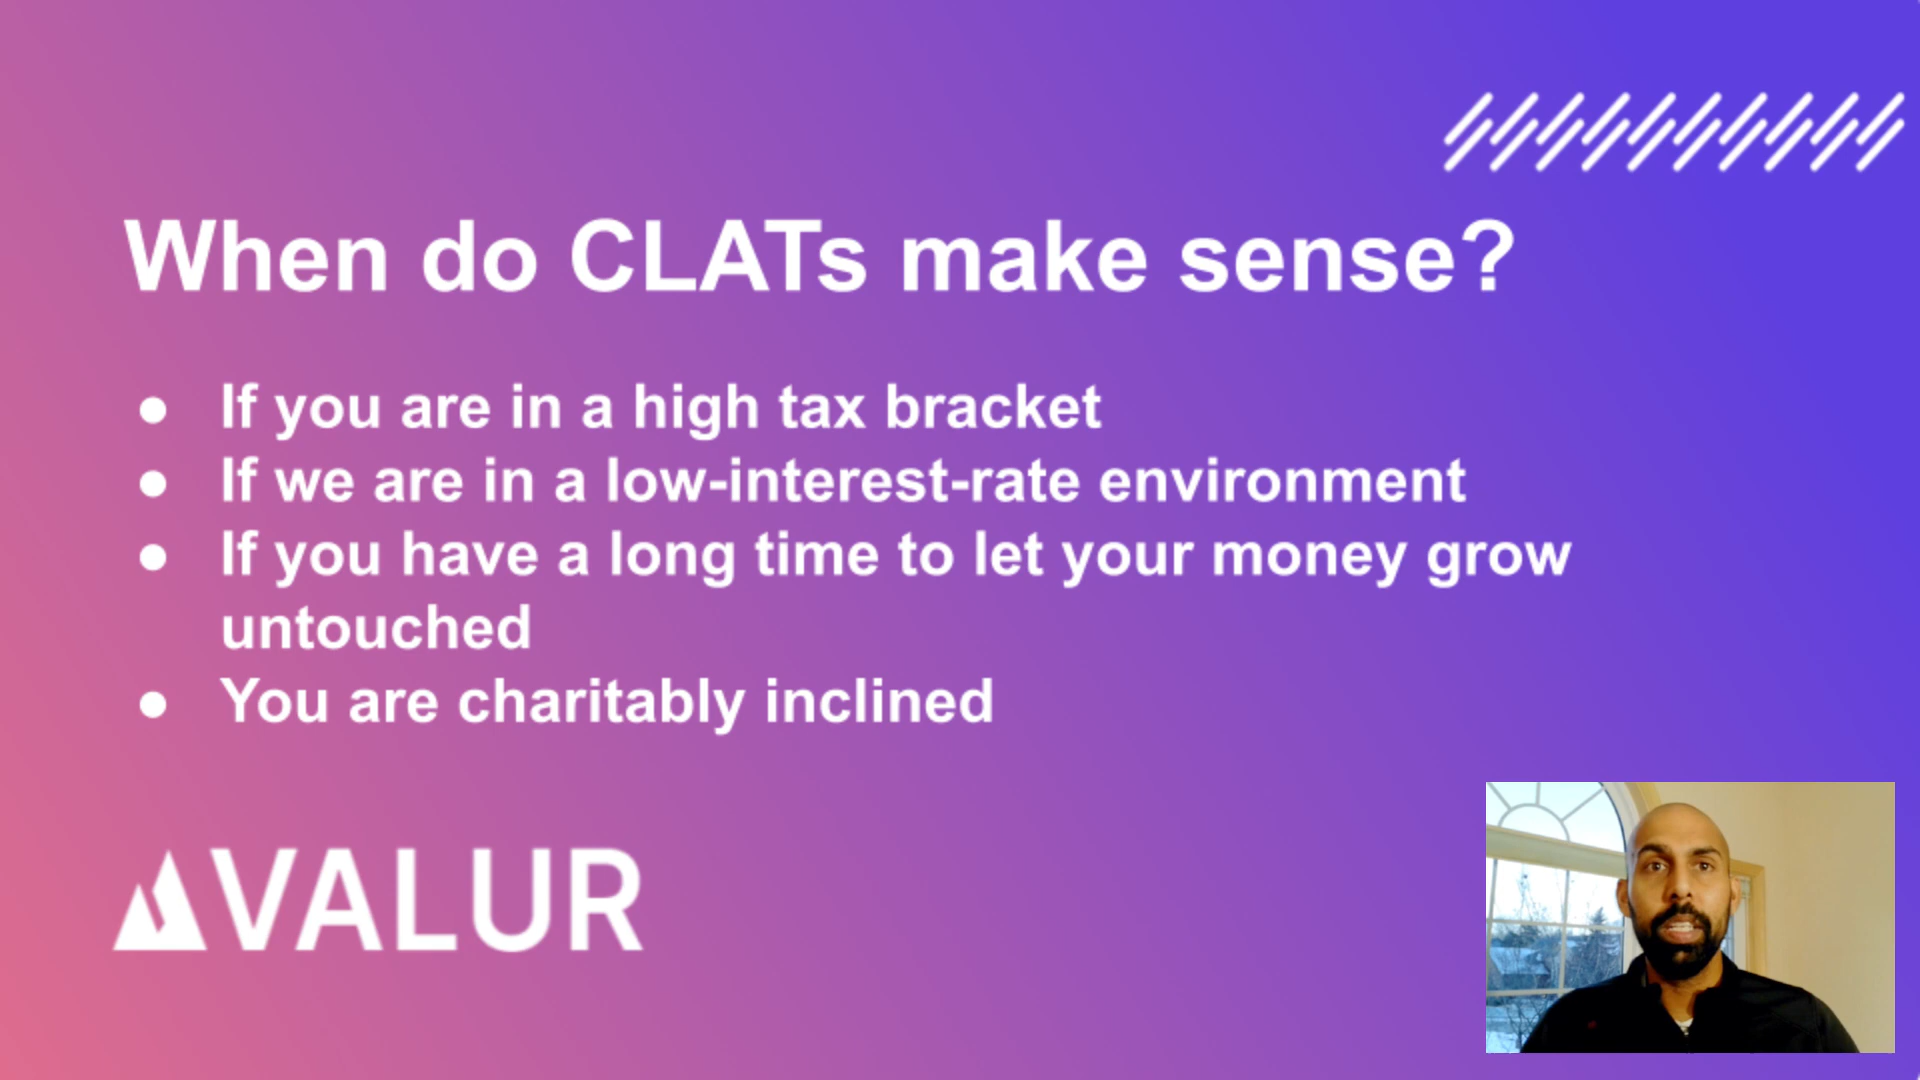 When do CLATs make sense?
● If you are in a high tax bracket
● If we are in a low-interest-rate environment
● If you have a long time to let your money grow
untouched
● You are charitably inclined
VALUR